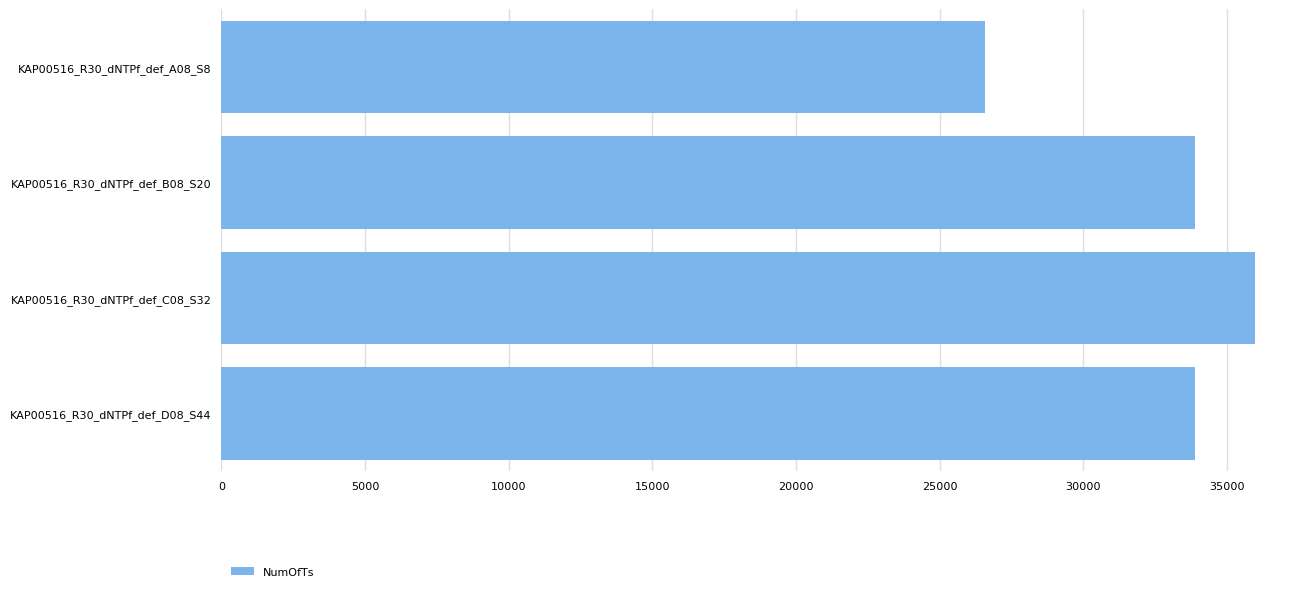 KAP00516_R30_dNTPf_def_A08_S8
KAP00516_R30_dNTPf_def_B08_S20
KAP00516_R30_dNTPf_def_C08_S32
KAP00516_R30_dNTPf_def_D08_S44
0 5000 10000 15000 20000 25000 30000 35000
NumOfTs